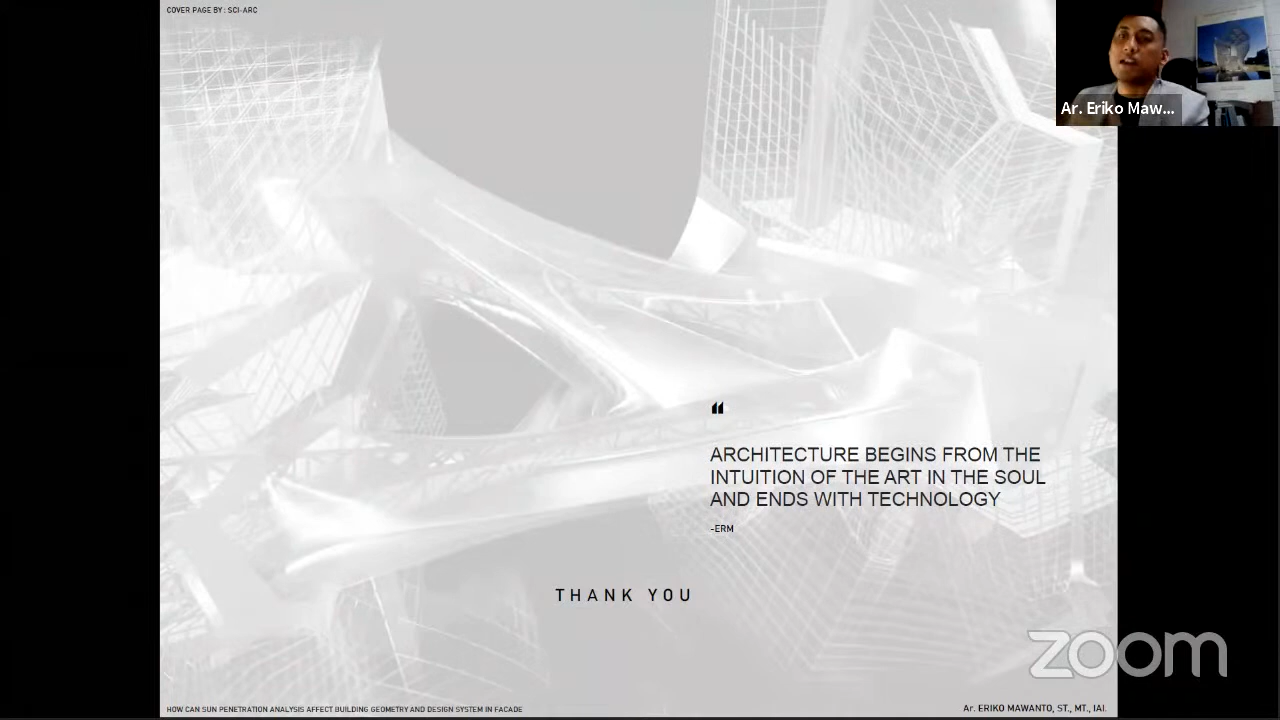 COVER PAGE BY : SCI-ARC
Ar. Eriko Maw...
"
ARCHITECTURE BEGINS FROM THE
INTUITION OF THE ART IN THE SOUL
AND ENDS WITH TECHNOLOGY
-ERM
THANK YOU
zoom
HOW CAN SUN PENETRATION ANALYSIS AFFECT BUILDING GEOMETRY AND DESIGN SYSTEM IN FACADE
Ar. ERIKO MAWANTO, ST., MT., IAI.